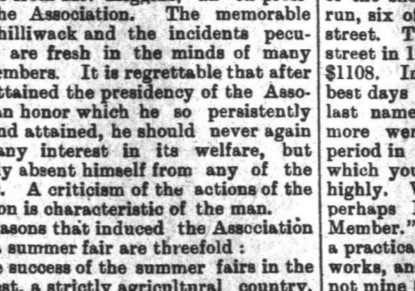 the Association. The memorable
hilliwack and the incidents pecu-
are fresh in the minds of many
embers. It is regrettable that after
ttained the presidency of the Asso-
an honor which he so persistently
nd attained, he should never again
any interest in its welfare, but
ly absent himself from any of the
A criticism of the actions of the
on is characteristic of the man.
asons that induced the Association
summer fair are threefold :
e success of the summer fairs in the
est, a strictly agricultural country,
run, six o
street. T
street in 1
$1108. I
best days
last name
more wer
period in
which you
highly.
perhaps
Member."
a practica
works, an
not mine